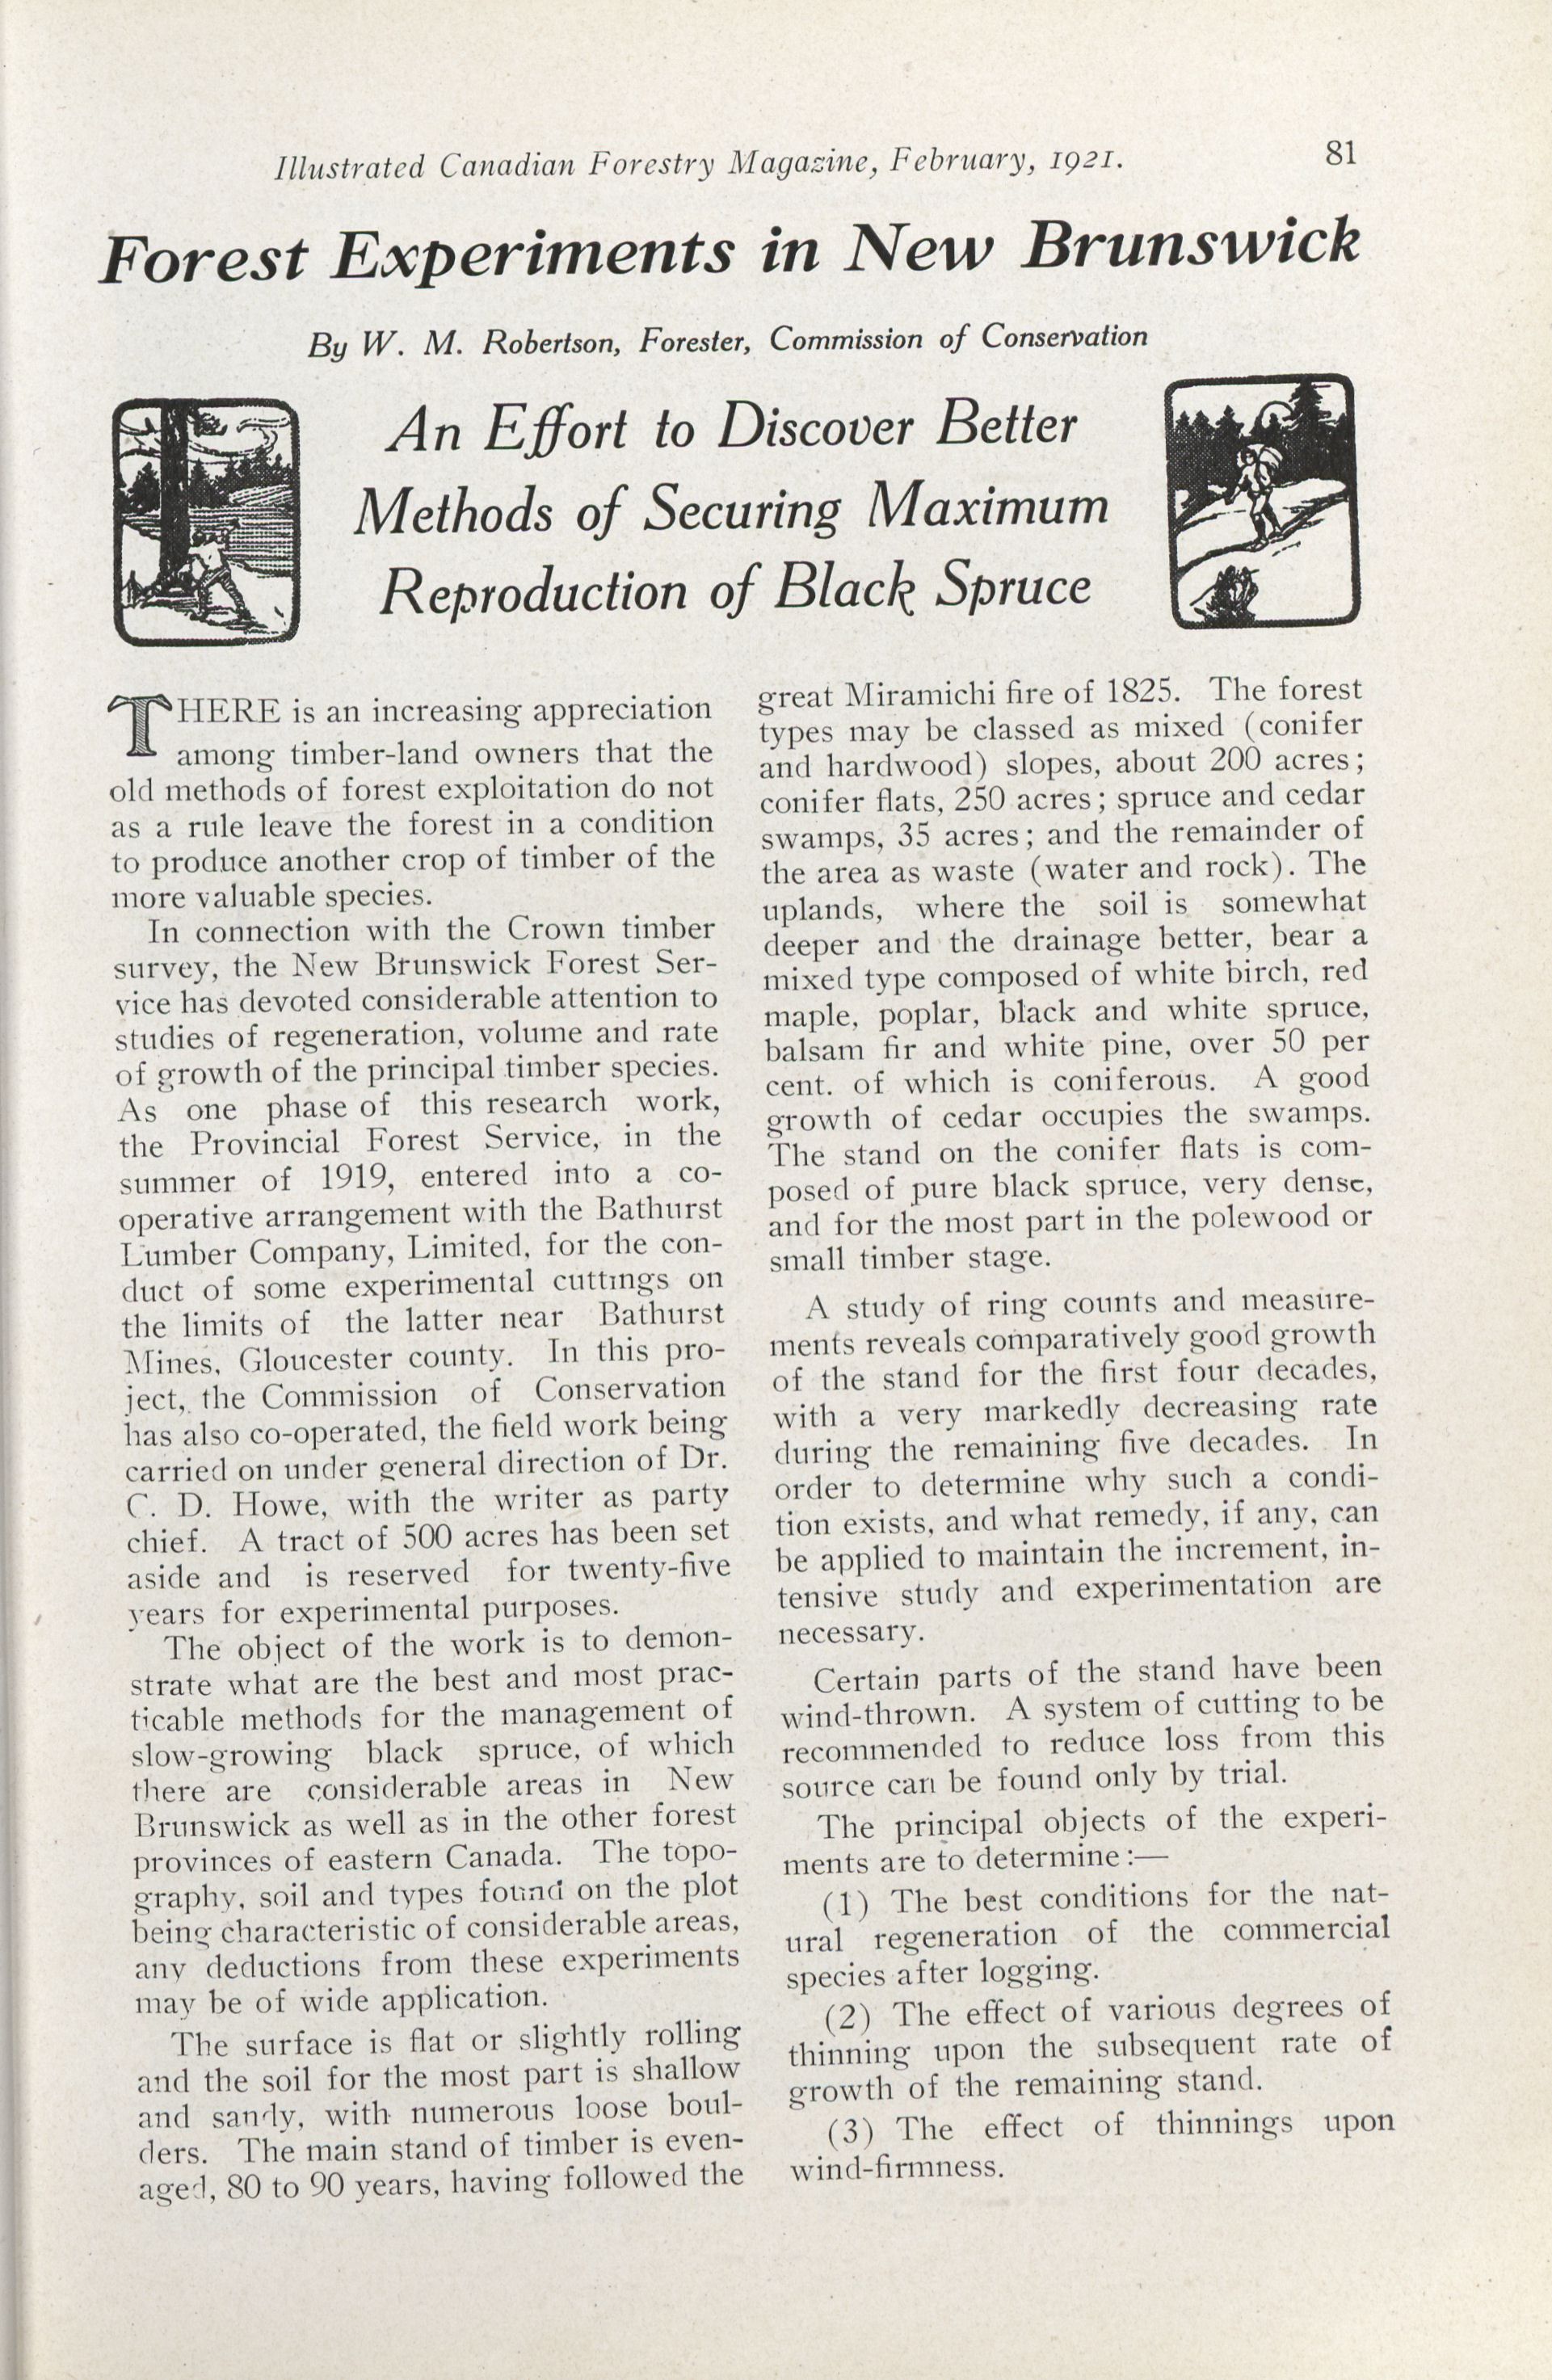 Illustrated Canadian Forestry Magazine, February, 1921.
81
Forest Experiments in New Brunswick
By W. M. Robertson, Forester, Commission of Conservation
An Effort to Discover Better
Methods of Securing Maximum
Reproduction of Black Spruce
THERE is an increasing appreciation
among timber-land owners that the
old methods of forest exploitation do not
as a rule leave the forest in a condition
to produce another crop of timber of the
more valuable species.
In connection with the Crown timber
survey, the New Brunswick Forest Ser-
vice has devoted considerable attention to
studies of regeneration, volume and rate
of growth of the principal timber species.
As one phase of this research work,
the Provincial Forest Service, in the
summer of 1919, entered into a co-
operative arrangement with the Bathurst
Lumber Company, Limited, for the con-
duct of some experimental cuttings on
the limits of the latter near Bathurst
Mines, Gloucester county. In this pro-
ject, the Commission of Conservation
has also co-operated, the field work being
carried on under general direction of Dr.
C. D. Howe, with the writer as party
chief. A tract of 500 acres has been set
aside and is reserved for twenty-five
years for experimental purposes.
The object of the work is to demon-
strate what are the best and most prac-
ticable methods for the management of
slow-growing black spruce, of which
there are considerable areas in New
Brunswick as well as in the other forest
provinces of eastern Canada. The topo-
graphy, soil and types found on the plot
being characteristic of considerable areas,
any deductions from these experiments
may be of wide application.
The surface is flat or slightly rolling
and the soil for the most part is shallow
and sandy, with numerous loose boul-
ders. The main stand of timber is even-
aged, 80 to 90 years, having followed the
great Miramichi fire of 1825. The forest
types may be classed as mixed (conifer
and hardwood) slopes, about 200 acres;
conifer flats, 250 acres; spruce and cedar
swamps, 35 acres; and the remainder of
the area as waste (water and rock). The
uplands, where the soil is somewhat
deeper and the drainage better, bear a
mixed type composed of white birch, red
maple, poplar, black and white spruce,
balsam fir and white pine, over 50 per
cent. of which is coniferous. A good
growth of cedar occupies the swamps.
The stand on the conifer flats is com-
posed of pure black spruce, very dense,
and for the most part in the polewood or
small timber stage.
A study of ring counts and measure-
ments reveals comparatively good growth
of the stand for the first four decades,
with a very markedly decreasing rate
during the remaining five decades. In
order to determine why such a condi-
tion exists, and what remedy, if any, can
be applied to maintain the increment, in-
tensive study and experimentation are
necessary.
Certain parts of the stand have been
wind-thrown. A system of cutting to be
recommended to reduce loss from this
source can be found only by trial.
The principal objects of the experi-
ments are to determine:—
(1) The best conditions for the nat-
ural regeneration of the commercial
species after logging.
(2) The effect of various degrees of
thinning upon the subsequent rate of
growth of the remaining stand.
(3) The effect of thinnings upon
wind-firmness.